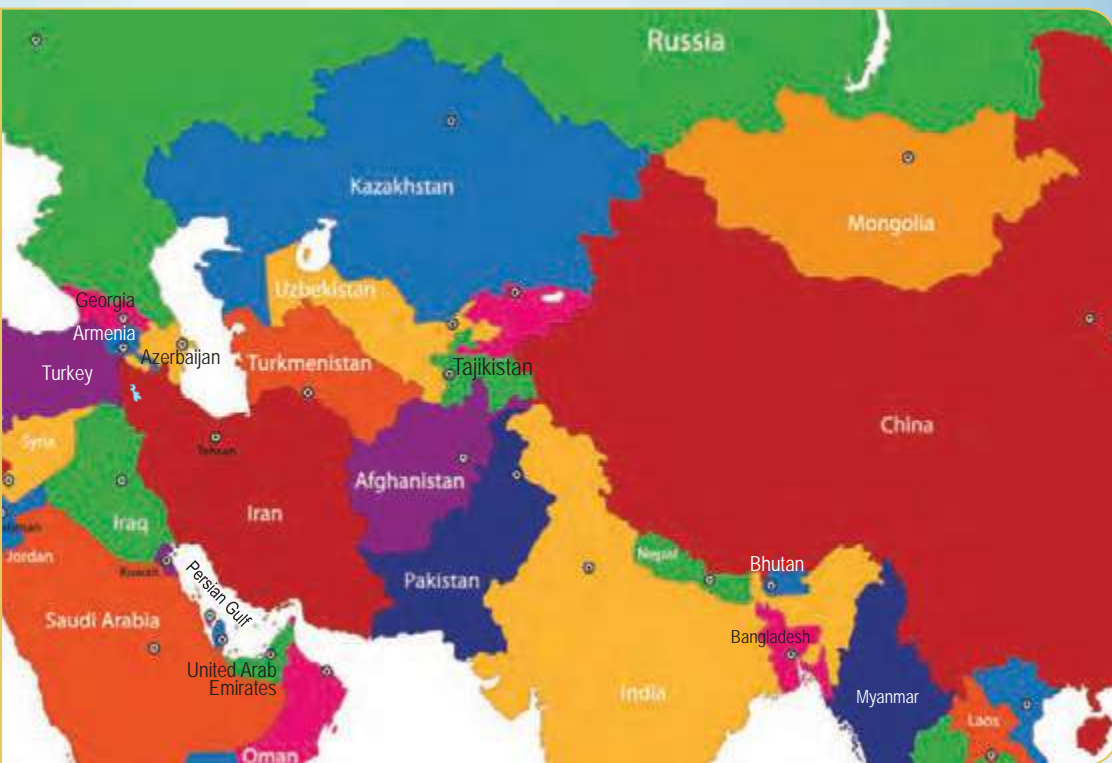 Russia
Kazakhstan
Mongolia
Georgia
Uzbekistan
Armenia
Azerbaijan
Turkmenistan
Tajikistan
Turkey
China
Syria
Tehran
Afghanistan
Iran
Iraq
Jordan
Kuwait
Nepal
Bhutan
Persian Gulf
Pakistan
Saudi Arabia
Bangladesh
United Arab
Emirates
India
Myanmar
Laos
Oman